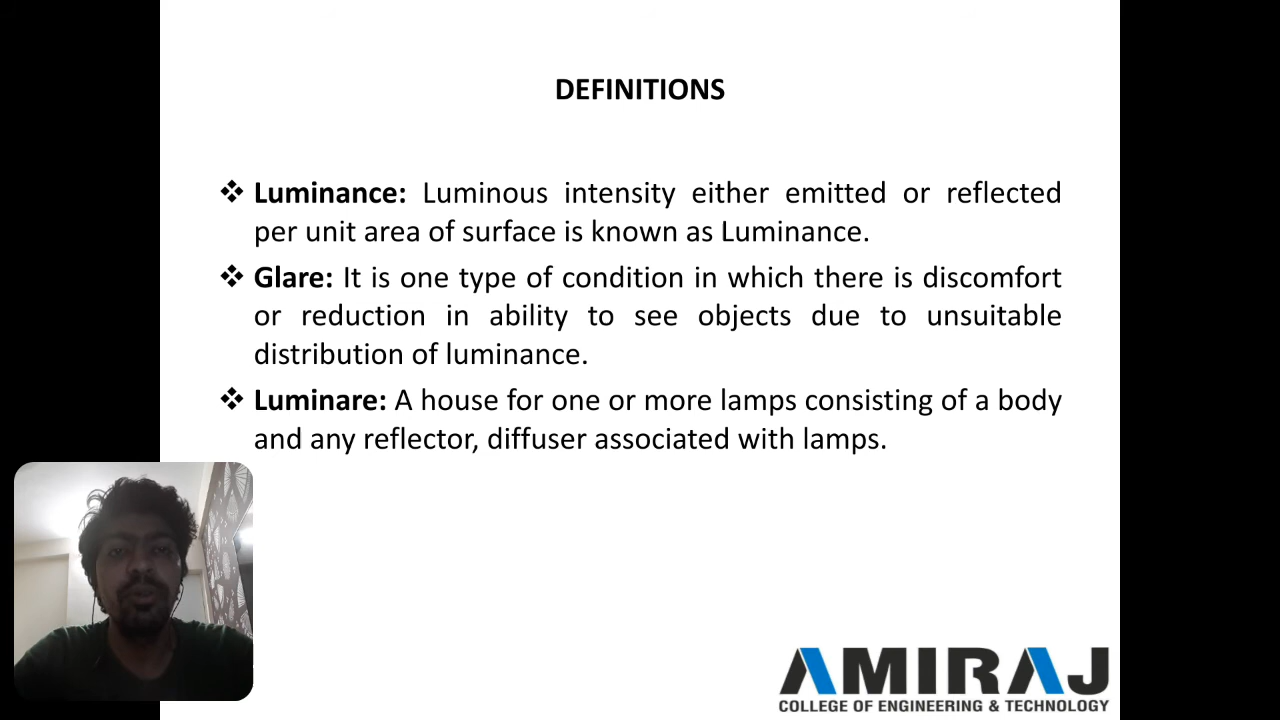 DEFINITIONS
❖ Luminance: Luminous intensity either emitted or reflected
per unit area of surface is known as Luminance.
❖ Glare: It is one type of condition in which there is discomfort
or reduction in ability to see objects due to unsuitable
distribution of luminance.
❖ Luminare: A house for one or more lamps consisting of a body
and any reflector, diffuser associated with lamps.
AMIRAJ
COLLEGE OF ENGINEERING & TECHNOLOGY